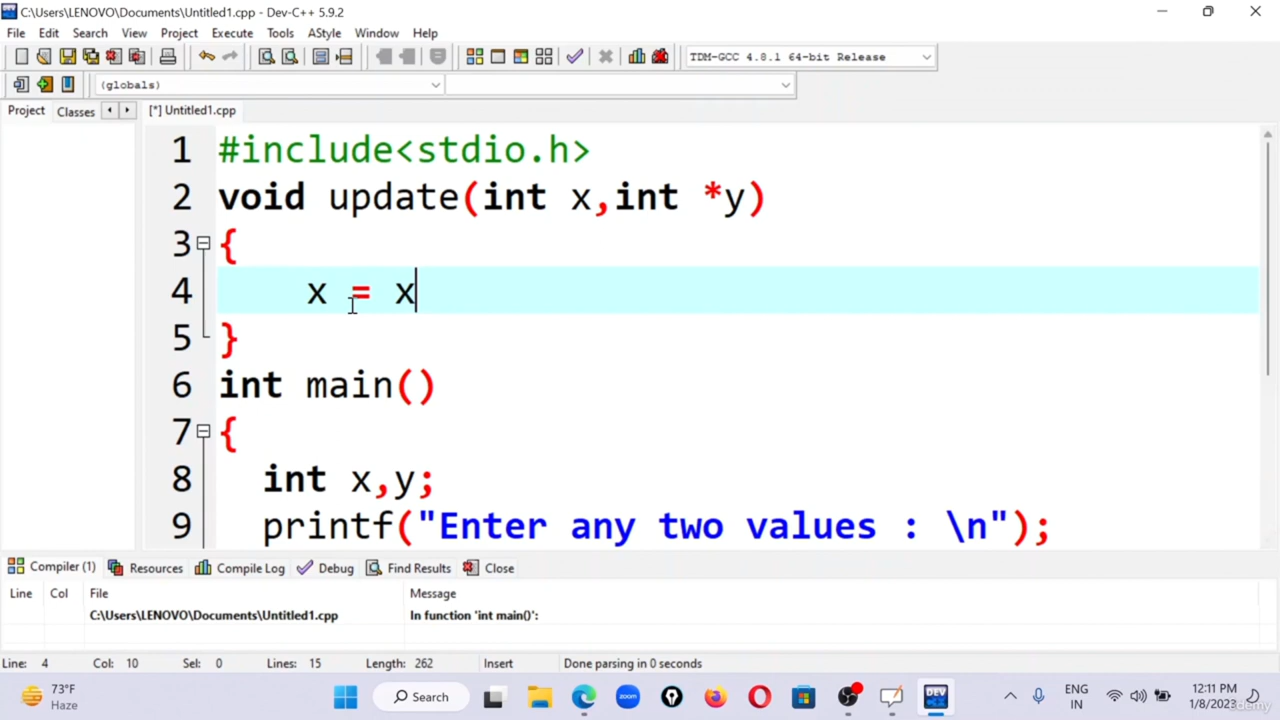 C:\Users\LENOVO\Documents\Untitled1.cpp - Dev-C++ 5.9.2
File Edit Search View Project Execute Tools AStyle Window Help
TDM-GCC 4.8.1 64-bit Release
(globals)
Project Classes [*] Untitled1.cpp
1 #include<stdio.h>
2 void update(int x,int *y)
3 {
4 x = x
5 }
6 int main()
7 {
8 int x,y;
9 printf("Enter any two values : \n");
Compiler (1) Resources Compile Log Debug Find Results Close
Line Col File Message
C:\Users\LENOVO\Documents\Untitled1.cpp In function 'int main()':
Line: 4 Col: 10 Sel: 0 Lines: 15 Length: 262 Insert Done parsing in 0 seconds
73°F
Haze
Search
zoom
DEV
ENG
IN
12:11 PM
1/8/2023